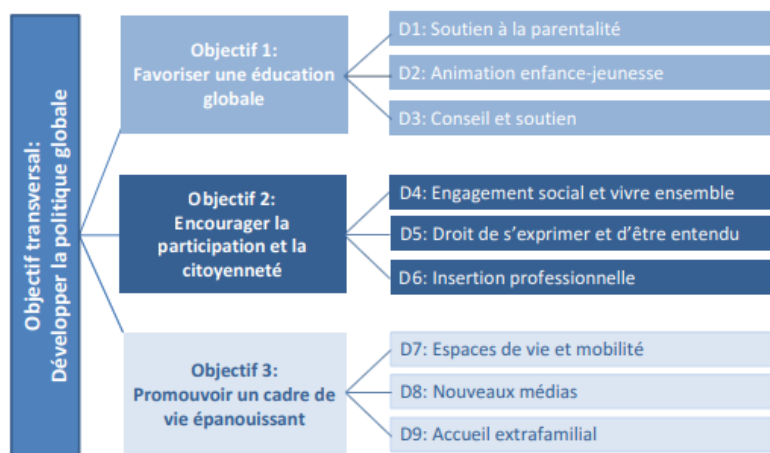 Objectif transversal:
Développer la politique globale
Objectif 1:
Favoriser une éducation
globale
D1: Soutien à la parentalité
D2: Animation enfance-jeunesse
D3: Conseil et soutien
Objectif 2:
Encourager la
participation et la
citoyenneté
D4: Engagement social et vivre ensemble
D5: Droit de s’exprimer et d’être entendu
D6: Insertion professionnelle
Objectif 3:
Promouvoir un cadre de
vie épanouissant
D7: Espaces de vie et mobilité
D8: Nouveaux médias
D9: Accueil extrafamilial